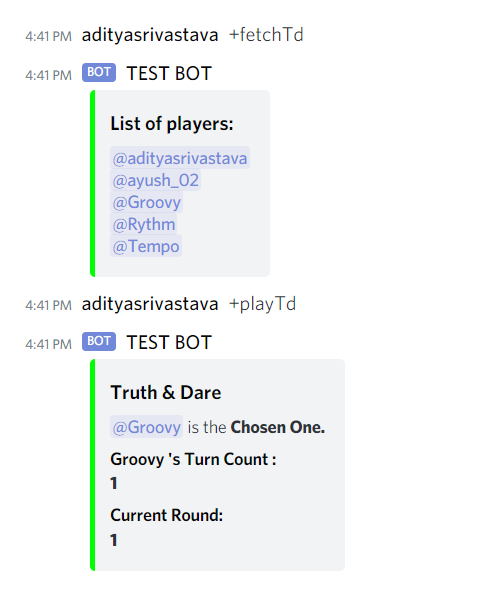 4:41 PM adityasrivastava +fetchTd
4:41 PM BOT TEST BOT
List of players:
@adityasrivastava
@ayush_02
@Groovy
@Rythm
@Tempo
4:41 PM adityasrivastava +playTd
4:41 PM BOT TEST BOT
Truth & Dare
@Groovy is the Chosen One.
Groovy 's Turn Count :
1
Current Round:
1